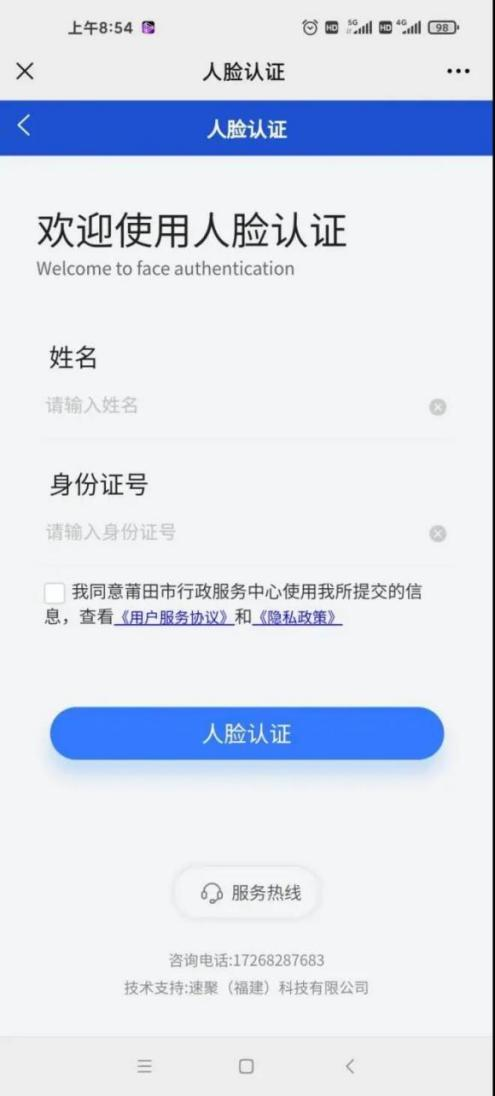 上午8:54
HD 5G HD 4G 98
人脸认证
人脸认证
欢迎使用人脸认证
Welcome to face authentication
姓名
请输入姓名
身份证号
请输入身份证号
我同意莆田市行政服务中心使用我所提交的信
息，查看《用户服务协议》和《隐私政策》
人脸认证
服务热线
咨询电话:17268287683
技术支持:速聚（福建）科技有限公司